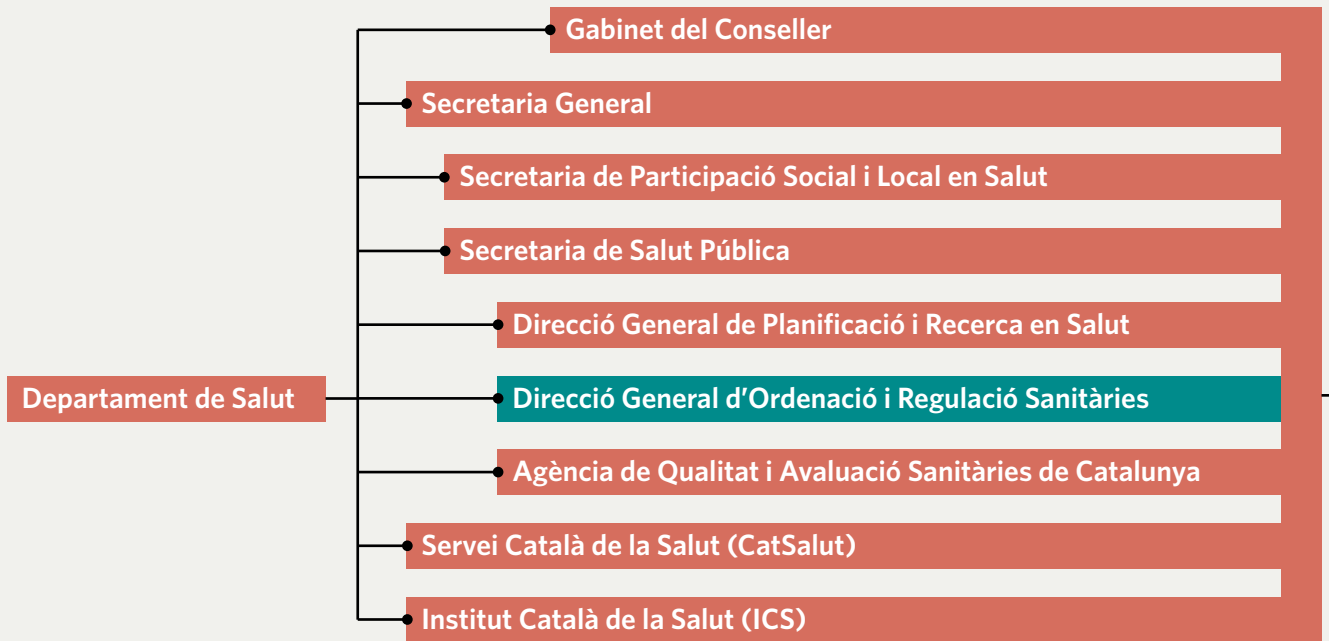 Gabinet del Conseller
Secretaria General
Secretaria de Participació Social i Local en Salut
Secretaria de Salut Pública
Direcció General de Planificació i Recerca en Salut
Departament de Salut
Direcció General d’Ordenació i Regulació Sanitàries
Agència de Qualitat i Avaluació Sanitàries de Catalunya
Servei Català de la Salut (CatSalut)
Institut Català de la Salut (ICS)